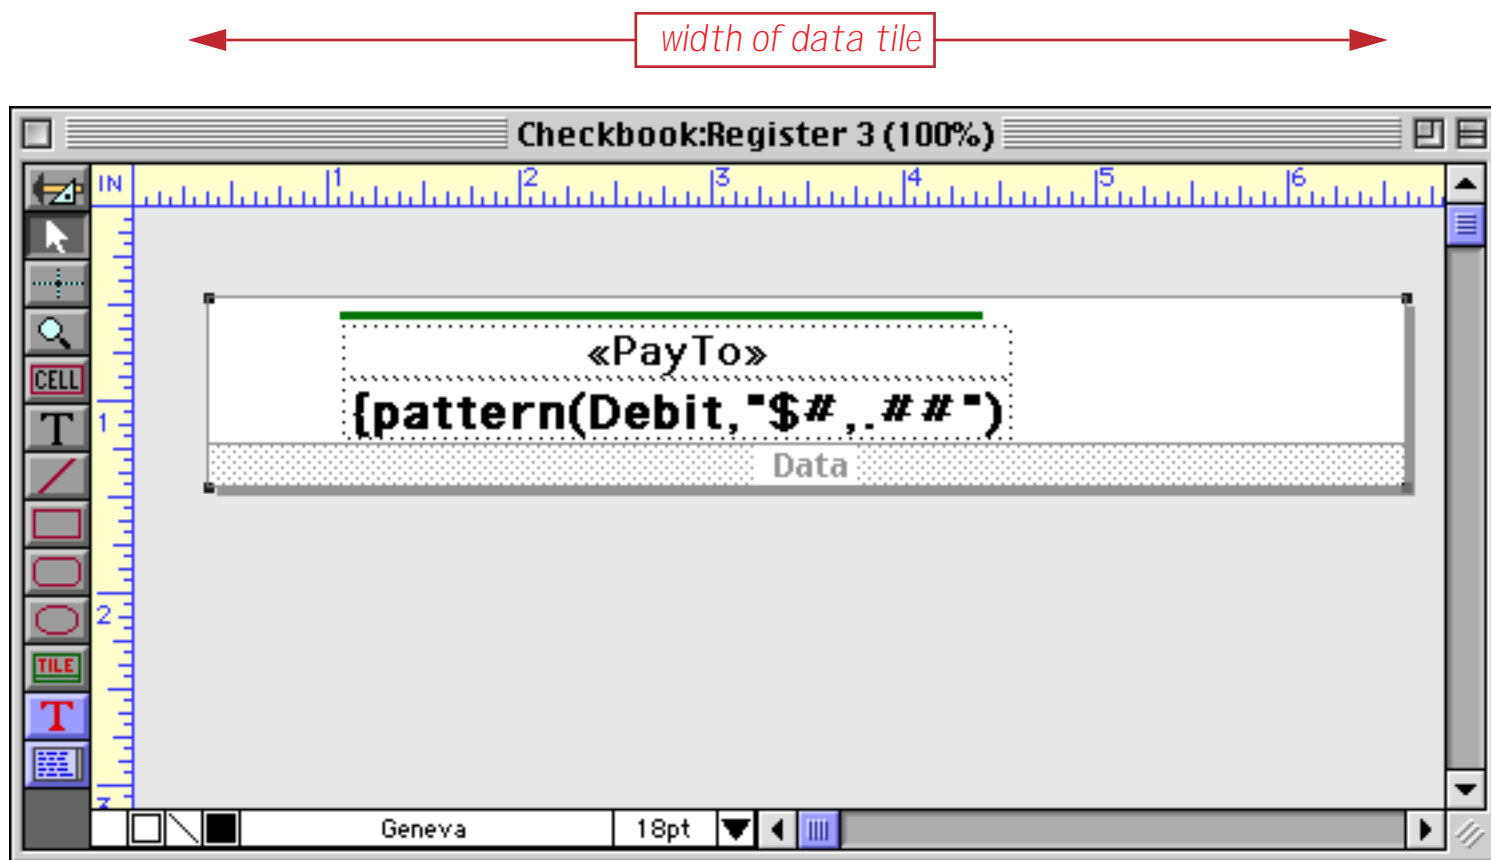 width of data tile
Checkbook:Register 3 (100%)
IN 1 2 3 4 5 6
CELL
T
1
«PayTo»
{pattern(Debit,"$#,.##")
Data
2
TILE
T
3
Geneva 18pt